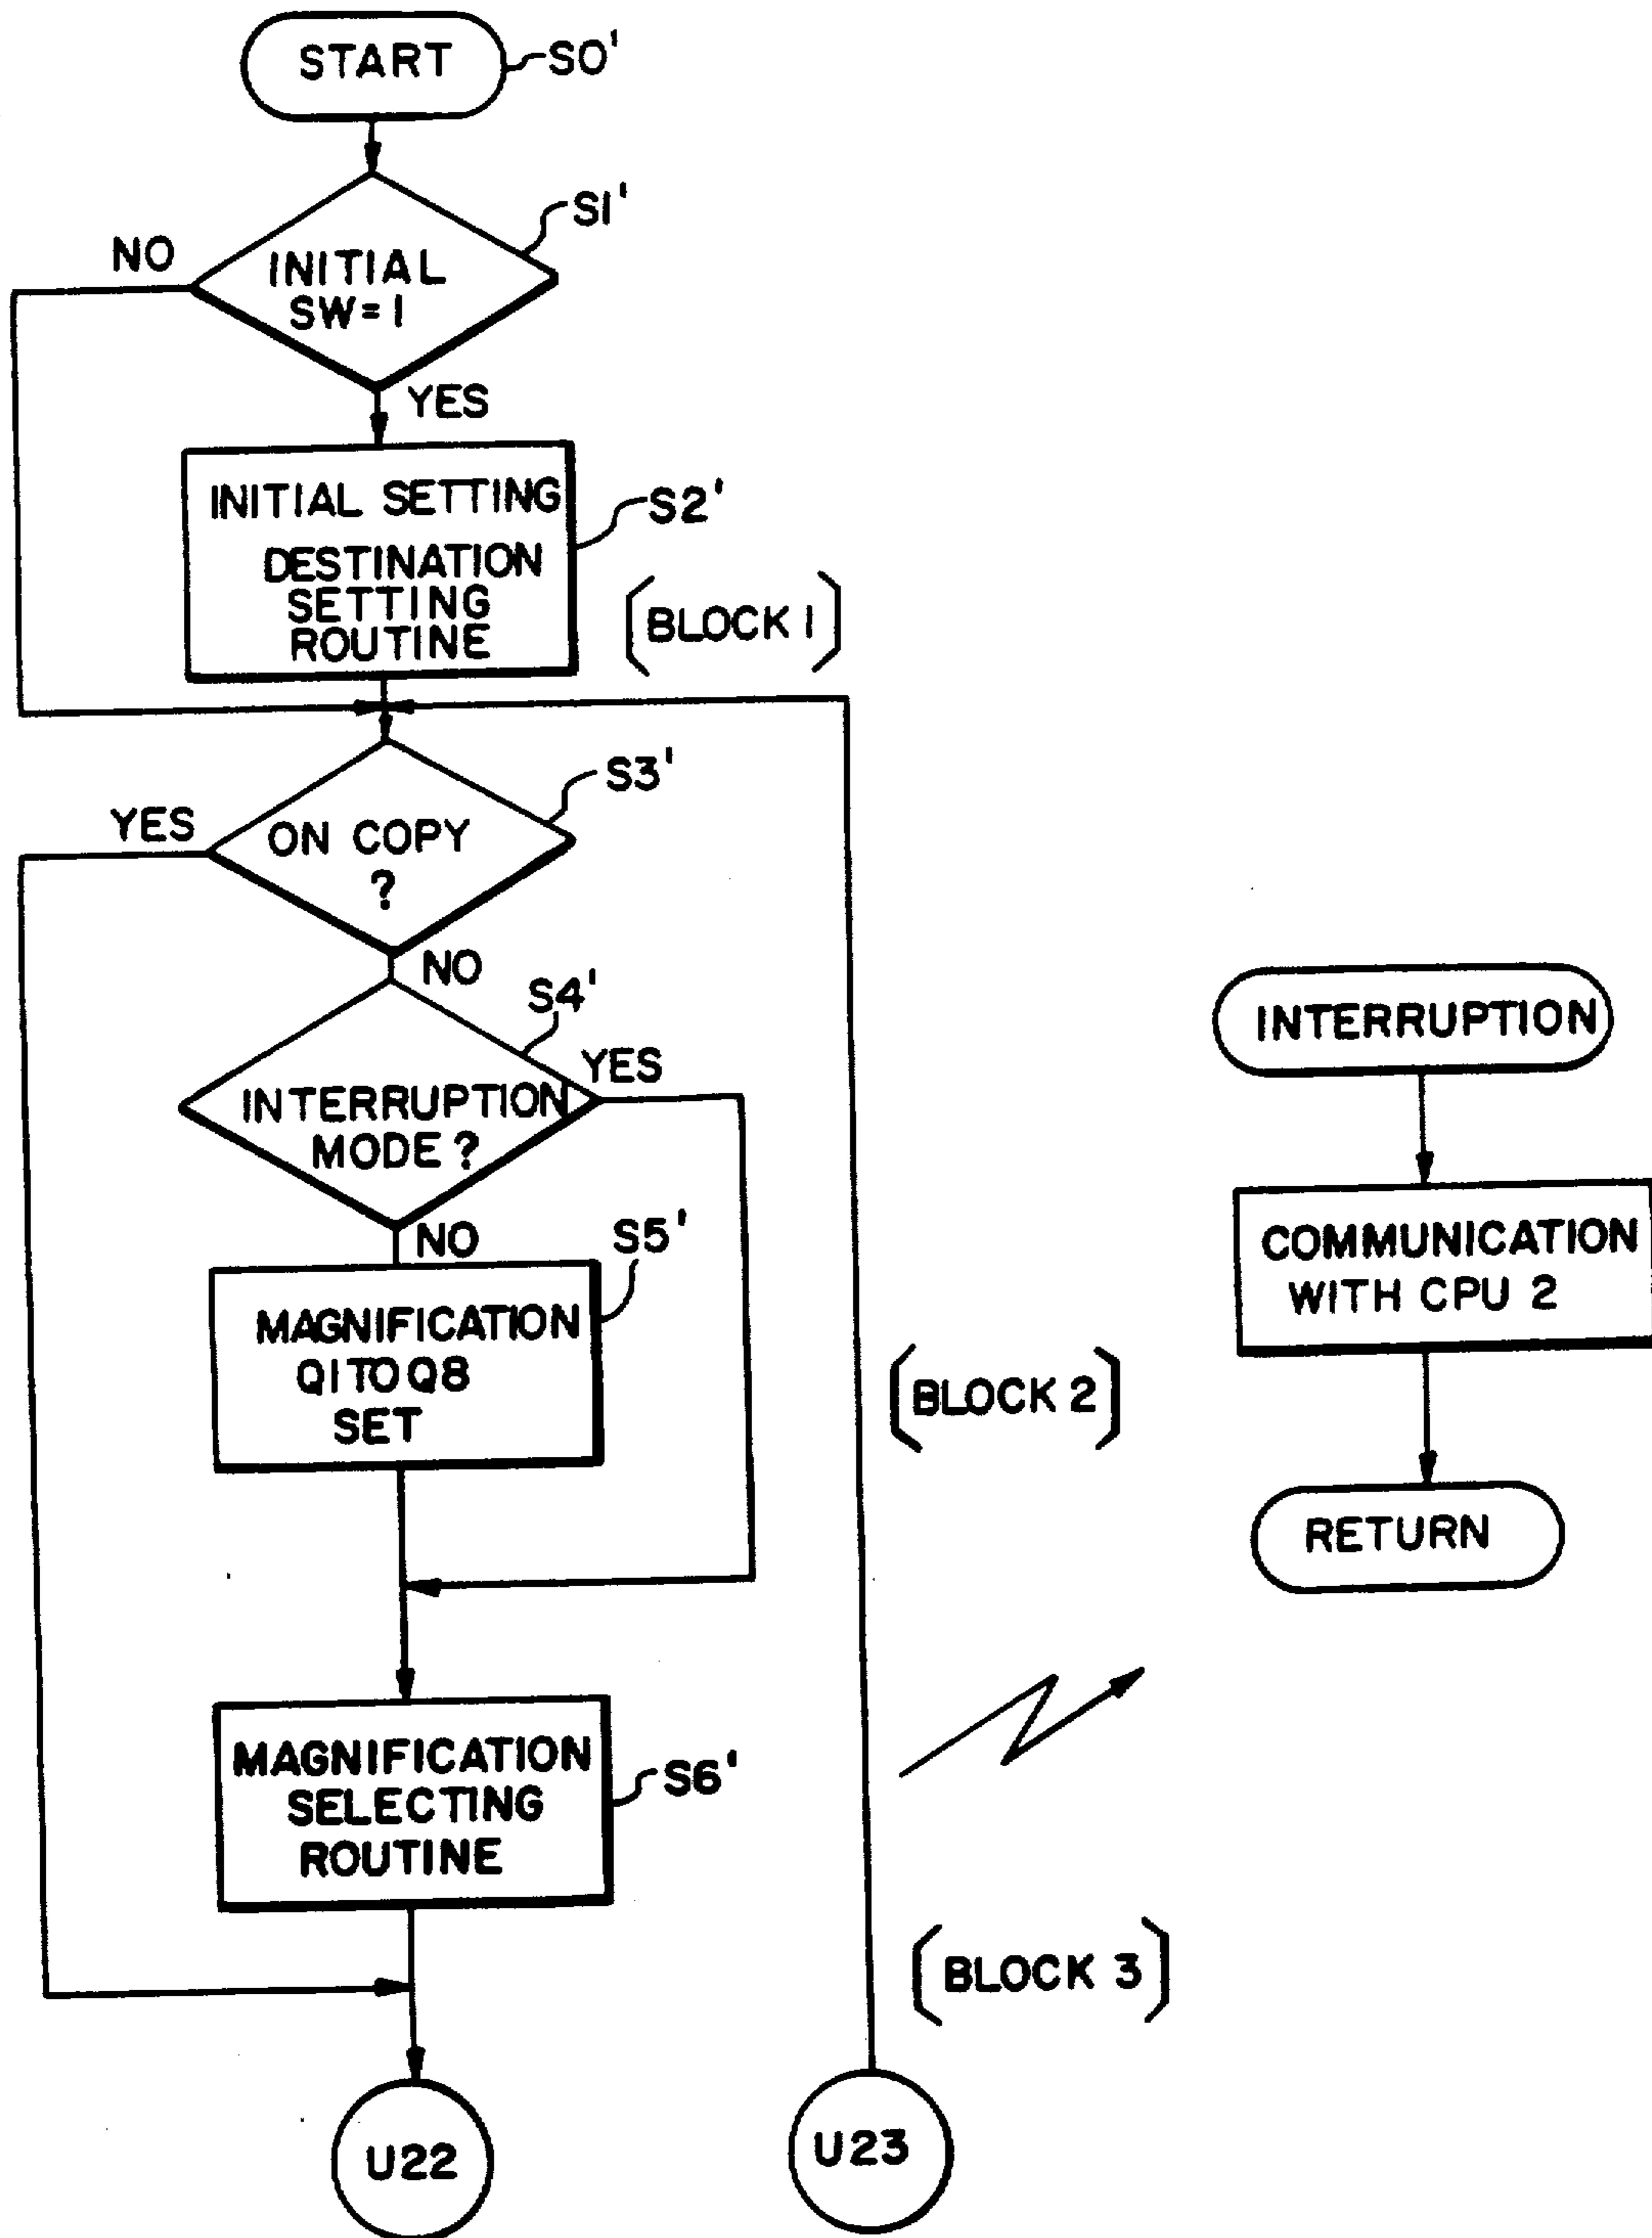 START
S0'
S1'
NO
INITIAL
SW=1
YES
INITIAL SETTING
S2'
DESTINATION
SETTING
ROUTINE
[BLOCK 1]
S3'
YES
ON COPY
?
NO
S4'
YES
INTERRUPTION
MODE?
NO
S5'
MAGNIFICATION
Q1 TO Q8
SET
[BLOCK 2]
MAGNIFICATION
SELECTING
ROUTINE
S6'
[BLOCK 3]
U22
U23
INTERRUPTION
COMMUNICATION
WITH CPU 2
RETURN